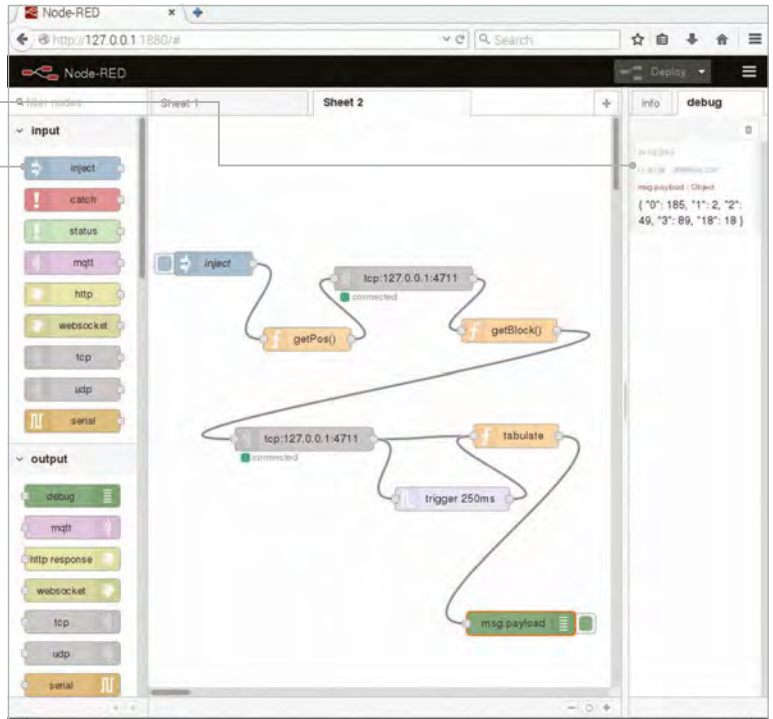 Node-RED
http://127.0.0.1:1880/#
Search
Node-RED
Deploy
filter nodes
Sheet 1
Sheet 2
info
debug
input
inject
catch
status
mqtt
http
websocket
tcp
udp
serial
output
debug
mqtt
http response
websocket
tcp
udp
serial
inject
getPos()
tcp:127.0.0.1:4711
connected
getBlock()
tcp:127.0.0.1:4711
connected
tabulate
trigger 250ms
msg.payload
msg.payload : Object
{ "0": 185, "1": 2, "2":
49, "3": 89, "18": 18 }